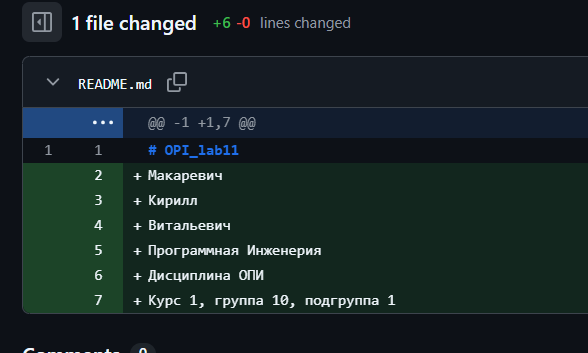 1 file changed +6 -0 lines changed
README.md
... @@ -1 +1,7 @@
1 1 # OPI_lab11
2 + Макаревич
3 + Кирилл
4 + Витальевич
5 + Программная Инженерия
6 + Дисциплина ОПИ
7 + Курс 1, группа 10, подгруппа 1
Comments 0